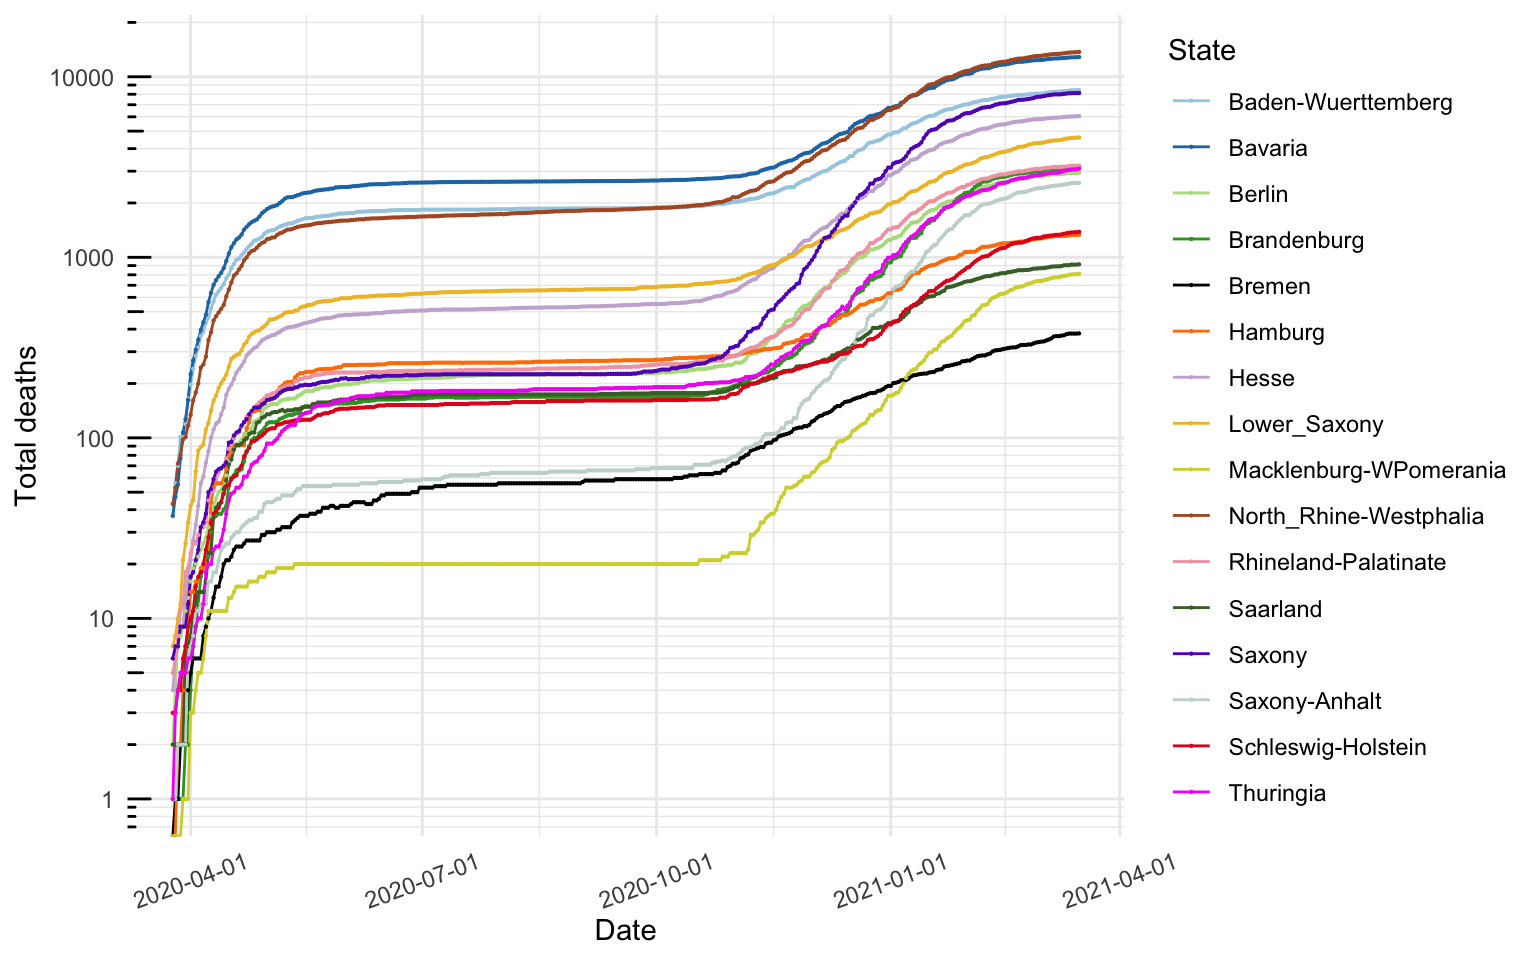 Total deaths
10000
1000
100
10
1
2020-04-01
2020-07-01
2020-10-01
2021-01-01
2021-04-01
Date
State
Baden-Wuerttemberg
Bavaria
Berlin
Brandenburg
Bremen
Hamburg
Hesse
Lower_Saxony
Macklenburg-WPomerania
North_Rhine-Westphalia
Rhineland-Palatinate
Saarland
Saxony
Saxony-Anhalt
Schleswig-Holstein
Thuringia